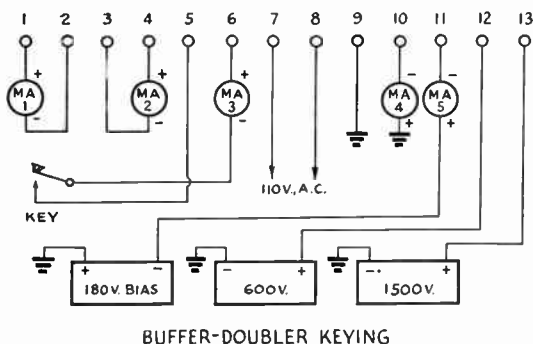 1 2 3 4 5 6 7 8 9 10 11 12 13
+ + + - -
MA 1 MA 2 MA 3 MA 4 MA 5
- - - + +
110V., A.C.
KEY
+ - - + - +
180 V. BIAS 600V. 1500V.
BUFFER-DOUBLER KEYING